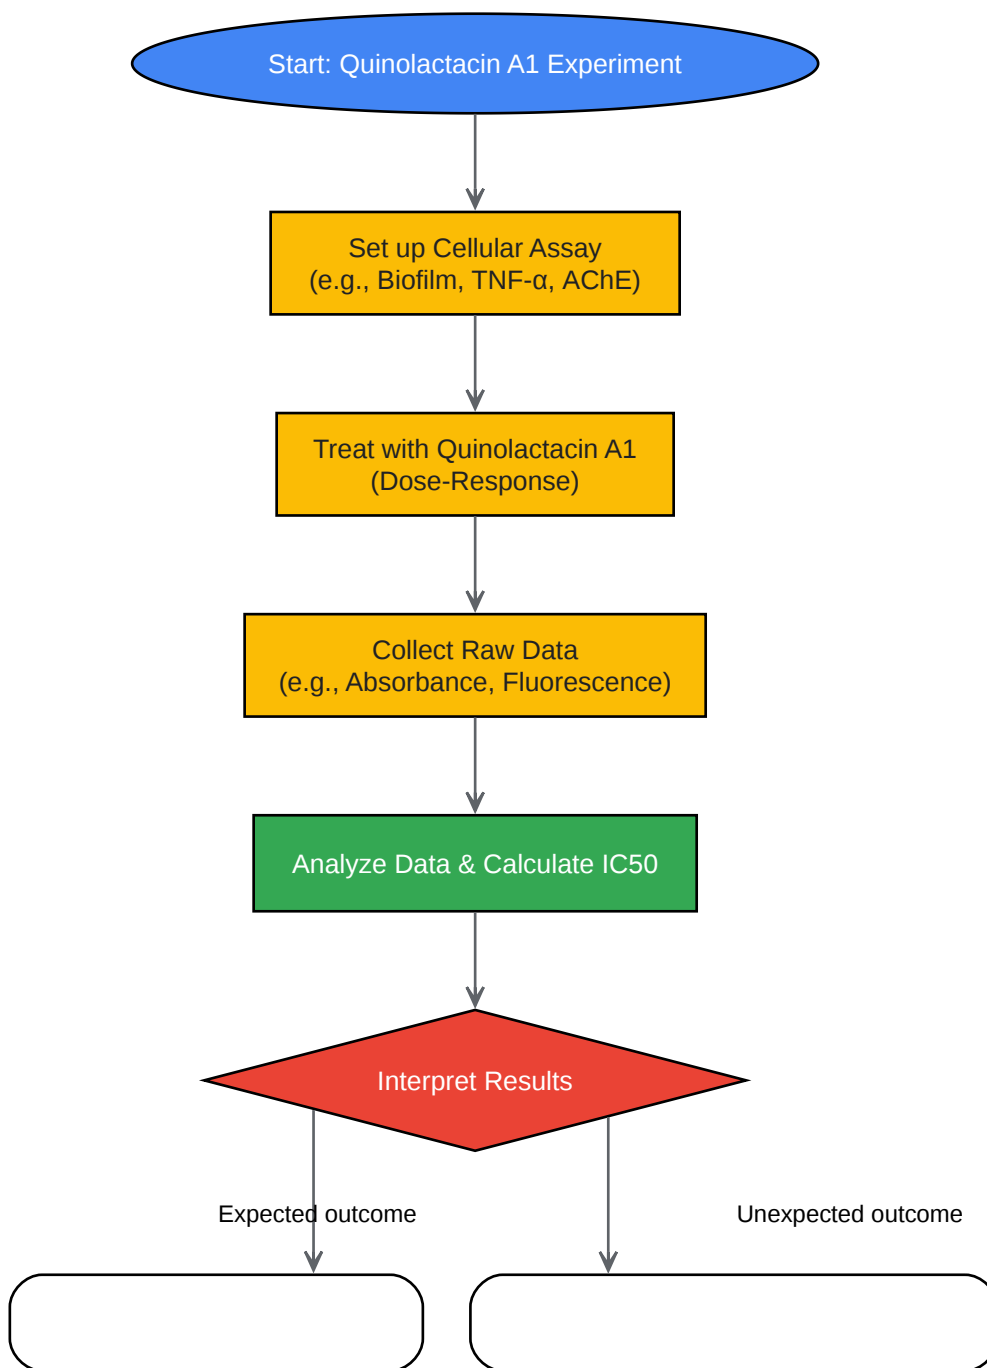 Start: Quinolactacin A1 Experiment
Set up Cellular Assay
(e.g., Biofilm, TNF-α, AChE)
Treat with Quinolactacin A1
(Dose-Response)
Collect Raw Data
(e.g., Absorbance, Fluorescence)
Analyze Data & Calculate IC50
Interpret Results
Expected outcome
Unexpected outcome